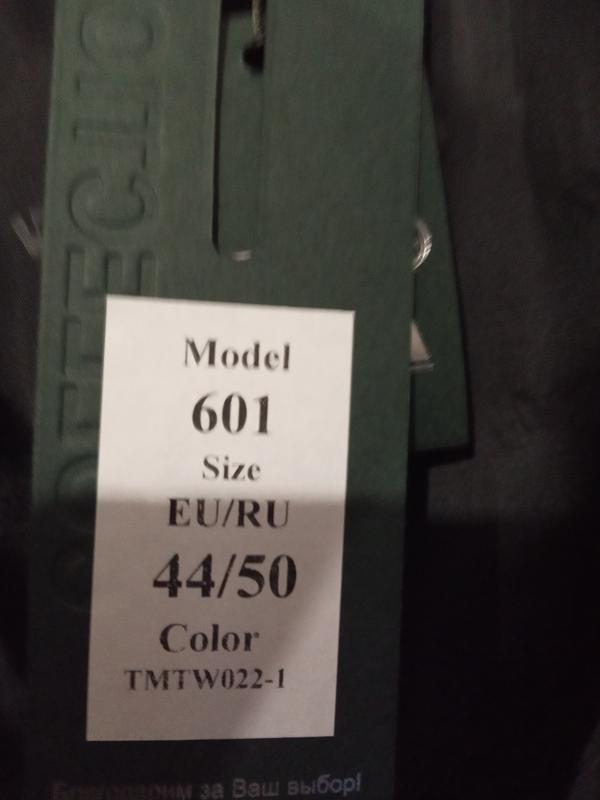 Model
601
Size
EU/RU
44/50
Color
TMTW022-1
Благодарим за Ваш выбор!